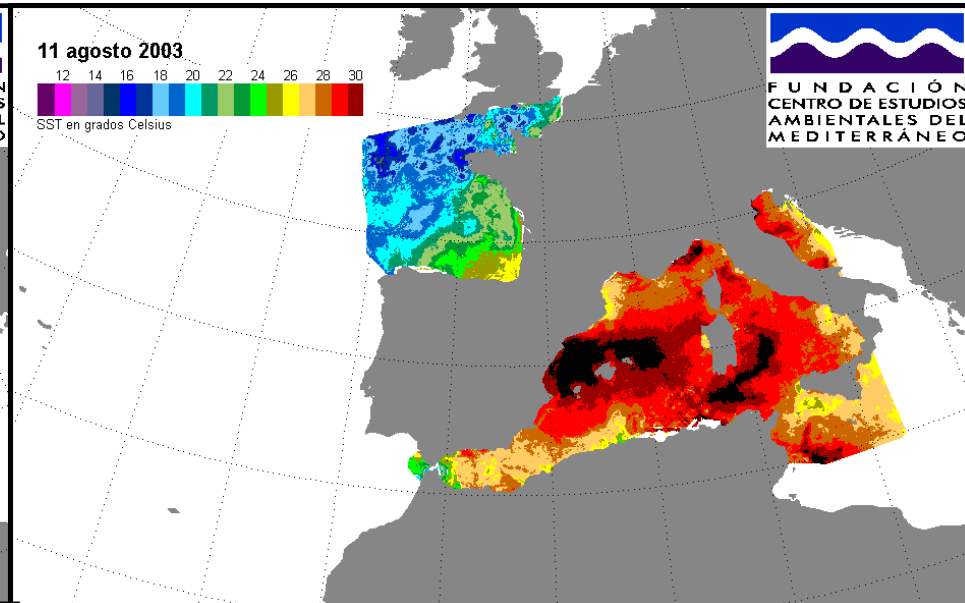 11 agosto 2003
12 14 16 18 20 22 24 26 28 30
SST en grados Celsius
FUNDACIÓN
CENTRO DE ESTUDIOS
AMBIENTALES DEL
MEDITERRÁNEO
N
S
L
O